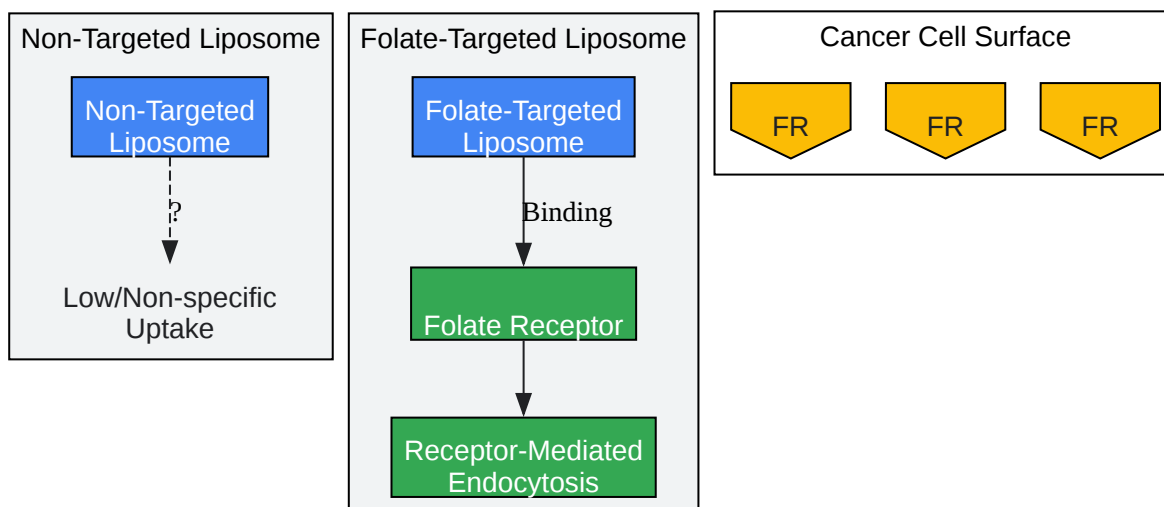 Non-Targeted Liposome
Non-Targeted
Liposome
?
Low/Non-specific
Uptake
Folate-Targeted Liposome
Folate-Targeted
Liposome
Binding
Folate Receptor
Receptor-Mediated
Endocytosis
Cancer Cell Surface
FR
FR
FR